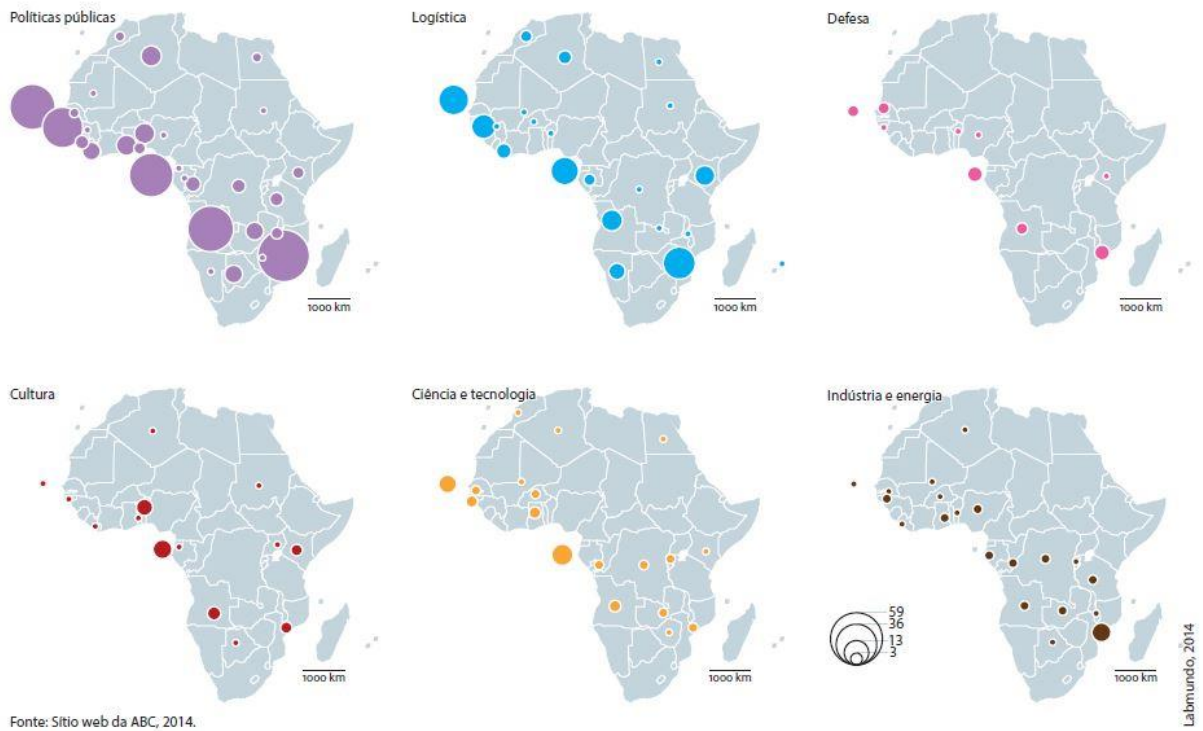 Políticas públicas
Logística
Defesa
1000 km
1000 km
1000 km
Cultura
Ciência e tecnologia
Indústria e energia
59
36
13
3
1000 km
1000 km
1000 km
Labmundo, 2014
Fonte: Sítio web da ABC, 2014.